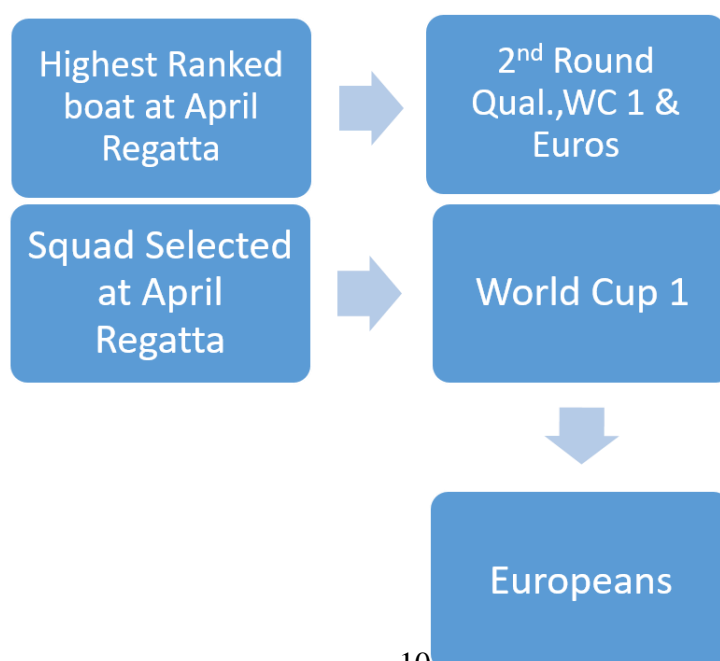 Highest Ranked
boat at April
Regatta
2nd Round
Qual.,WC 1 &
Euros
Squad Selected
at April
Regatta
World Cup 1
Europeans
10